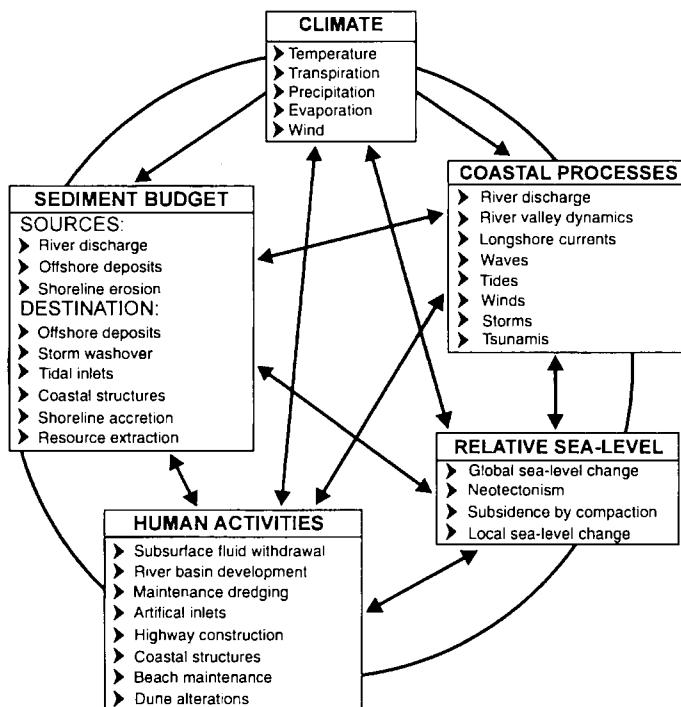 CLIMATE
Temperature
Transpiration
Precipitation
Evaporation
Wind
COASTAL PROCESSES
River discharge
River valley dynamics
Longshore currents
Waves
Tides
Winds
Storms
Tsunamis
SEDIMENT BUDGET
SOURCES:
River discharge
Offshore deposits
Shoreline erosion
DESTINATION:
Offshore deposits
Storm washover
Tidal inlets
Coastal structures
Shoreline accretion
Resource extraction
RELATIVE SEA-LEVEL
Global sea-level change
Neotectonism
Subsidence by compaction
Local sea-level change
HUMAN ACTIVITIES
Subsurface fluid withdrawal
River basin development
Maintenance dredging
Artifical inlets
Highway construction
Coastal structures
Beach maintenance
Dune alterations